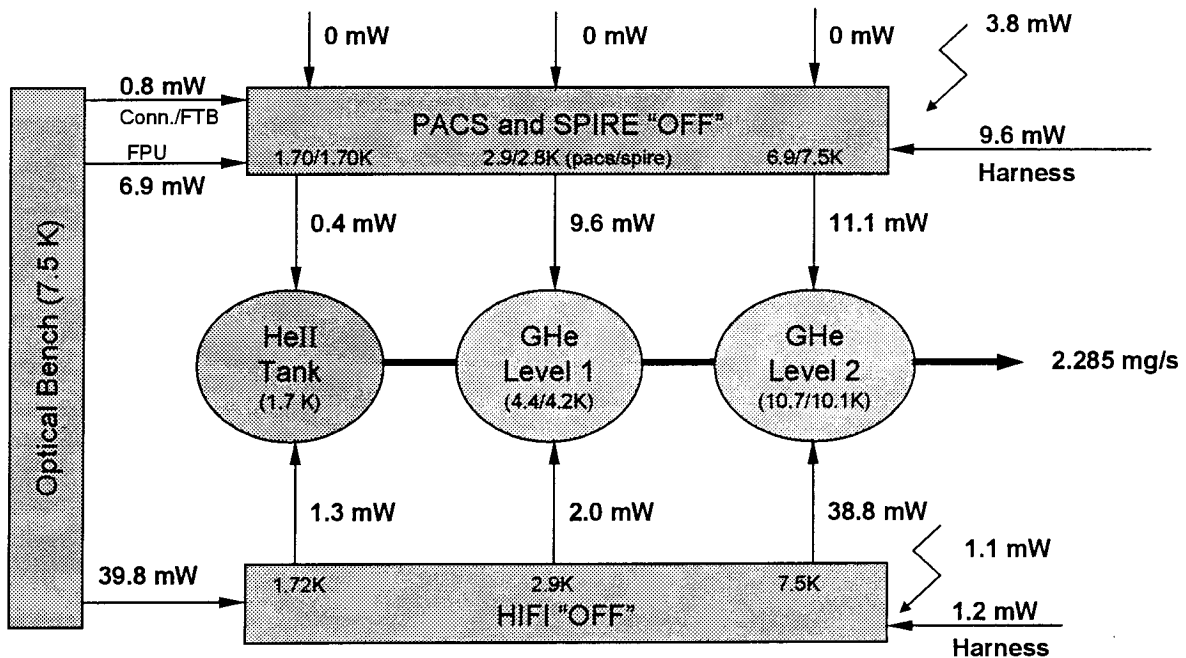 0 mW
0 mW
0 mW
3.8 mW
0.8 mW
Conn./FTB
FPU
6.9 mW
PACS and SPIRE “OFF”
1.70/1.70K
2.9/2.8K (pacs/spire)
6.9/7.5K
9.6 mW
Harness
Optical Bench (7.5 K)
0.4 mW
9.6 mW
11.1 mW
HeII
Tank
(1.7 K)
GHe
Level 1
(4.4/4.2K)
GHe
Level 2
(10.7/10.1K)
2.285 mg/s
1.3 mW
2.0 mW
38.8 mW
1.1 mW
39.8 mW
1.72K
2.9K
7.5K
HIFI “OFF”
1.2 mW
Harness